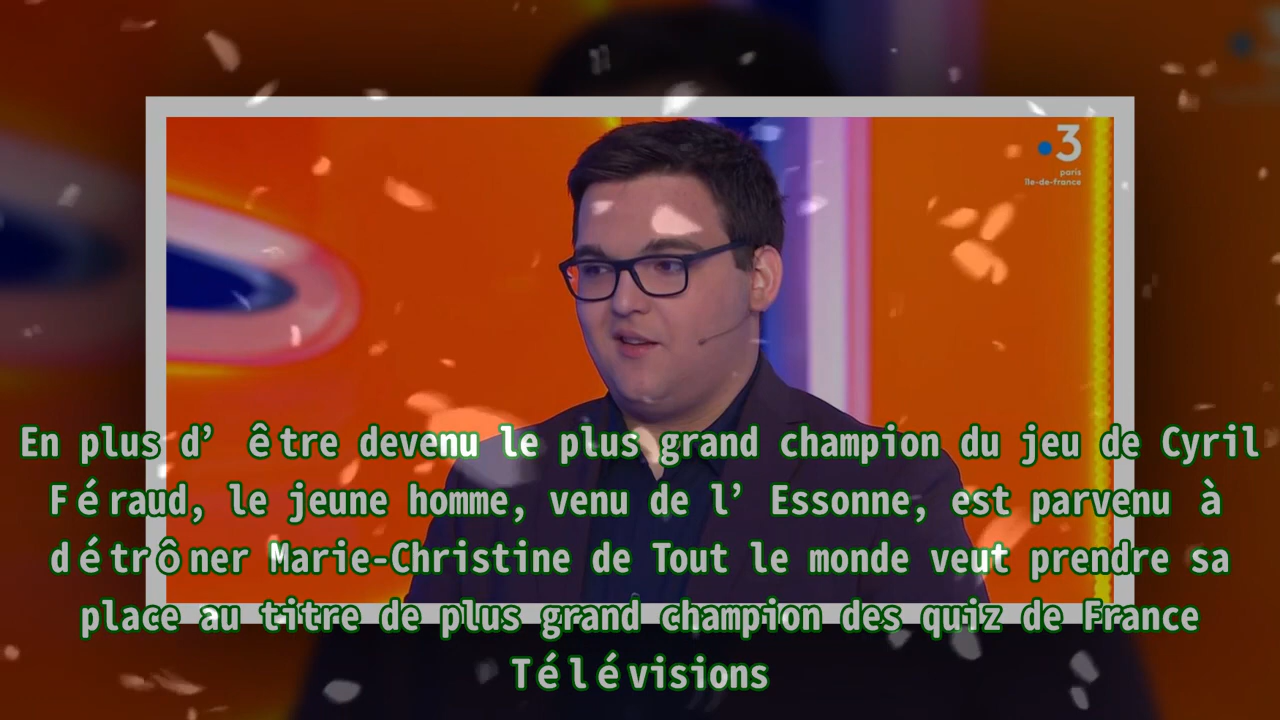 3
paris
île-de-france
En plus d’être devenu le plus grand champion du jeu de Cyril
Féraud, le jeune homme, venu de l’Essonne, est parvenu à
détrôner Marie-Christine de Tout le monde veut prendre sa
place au titre de plus grand champion des quiz de France
Télévisions